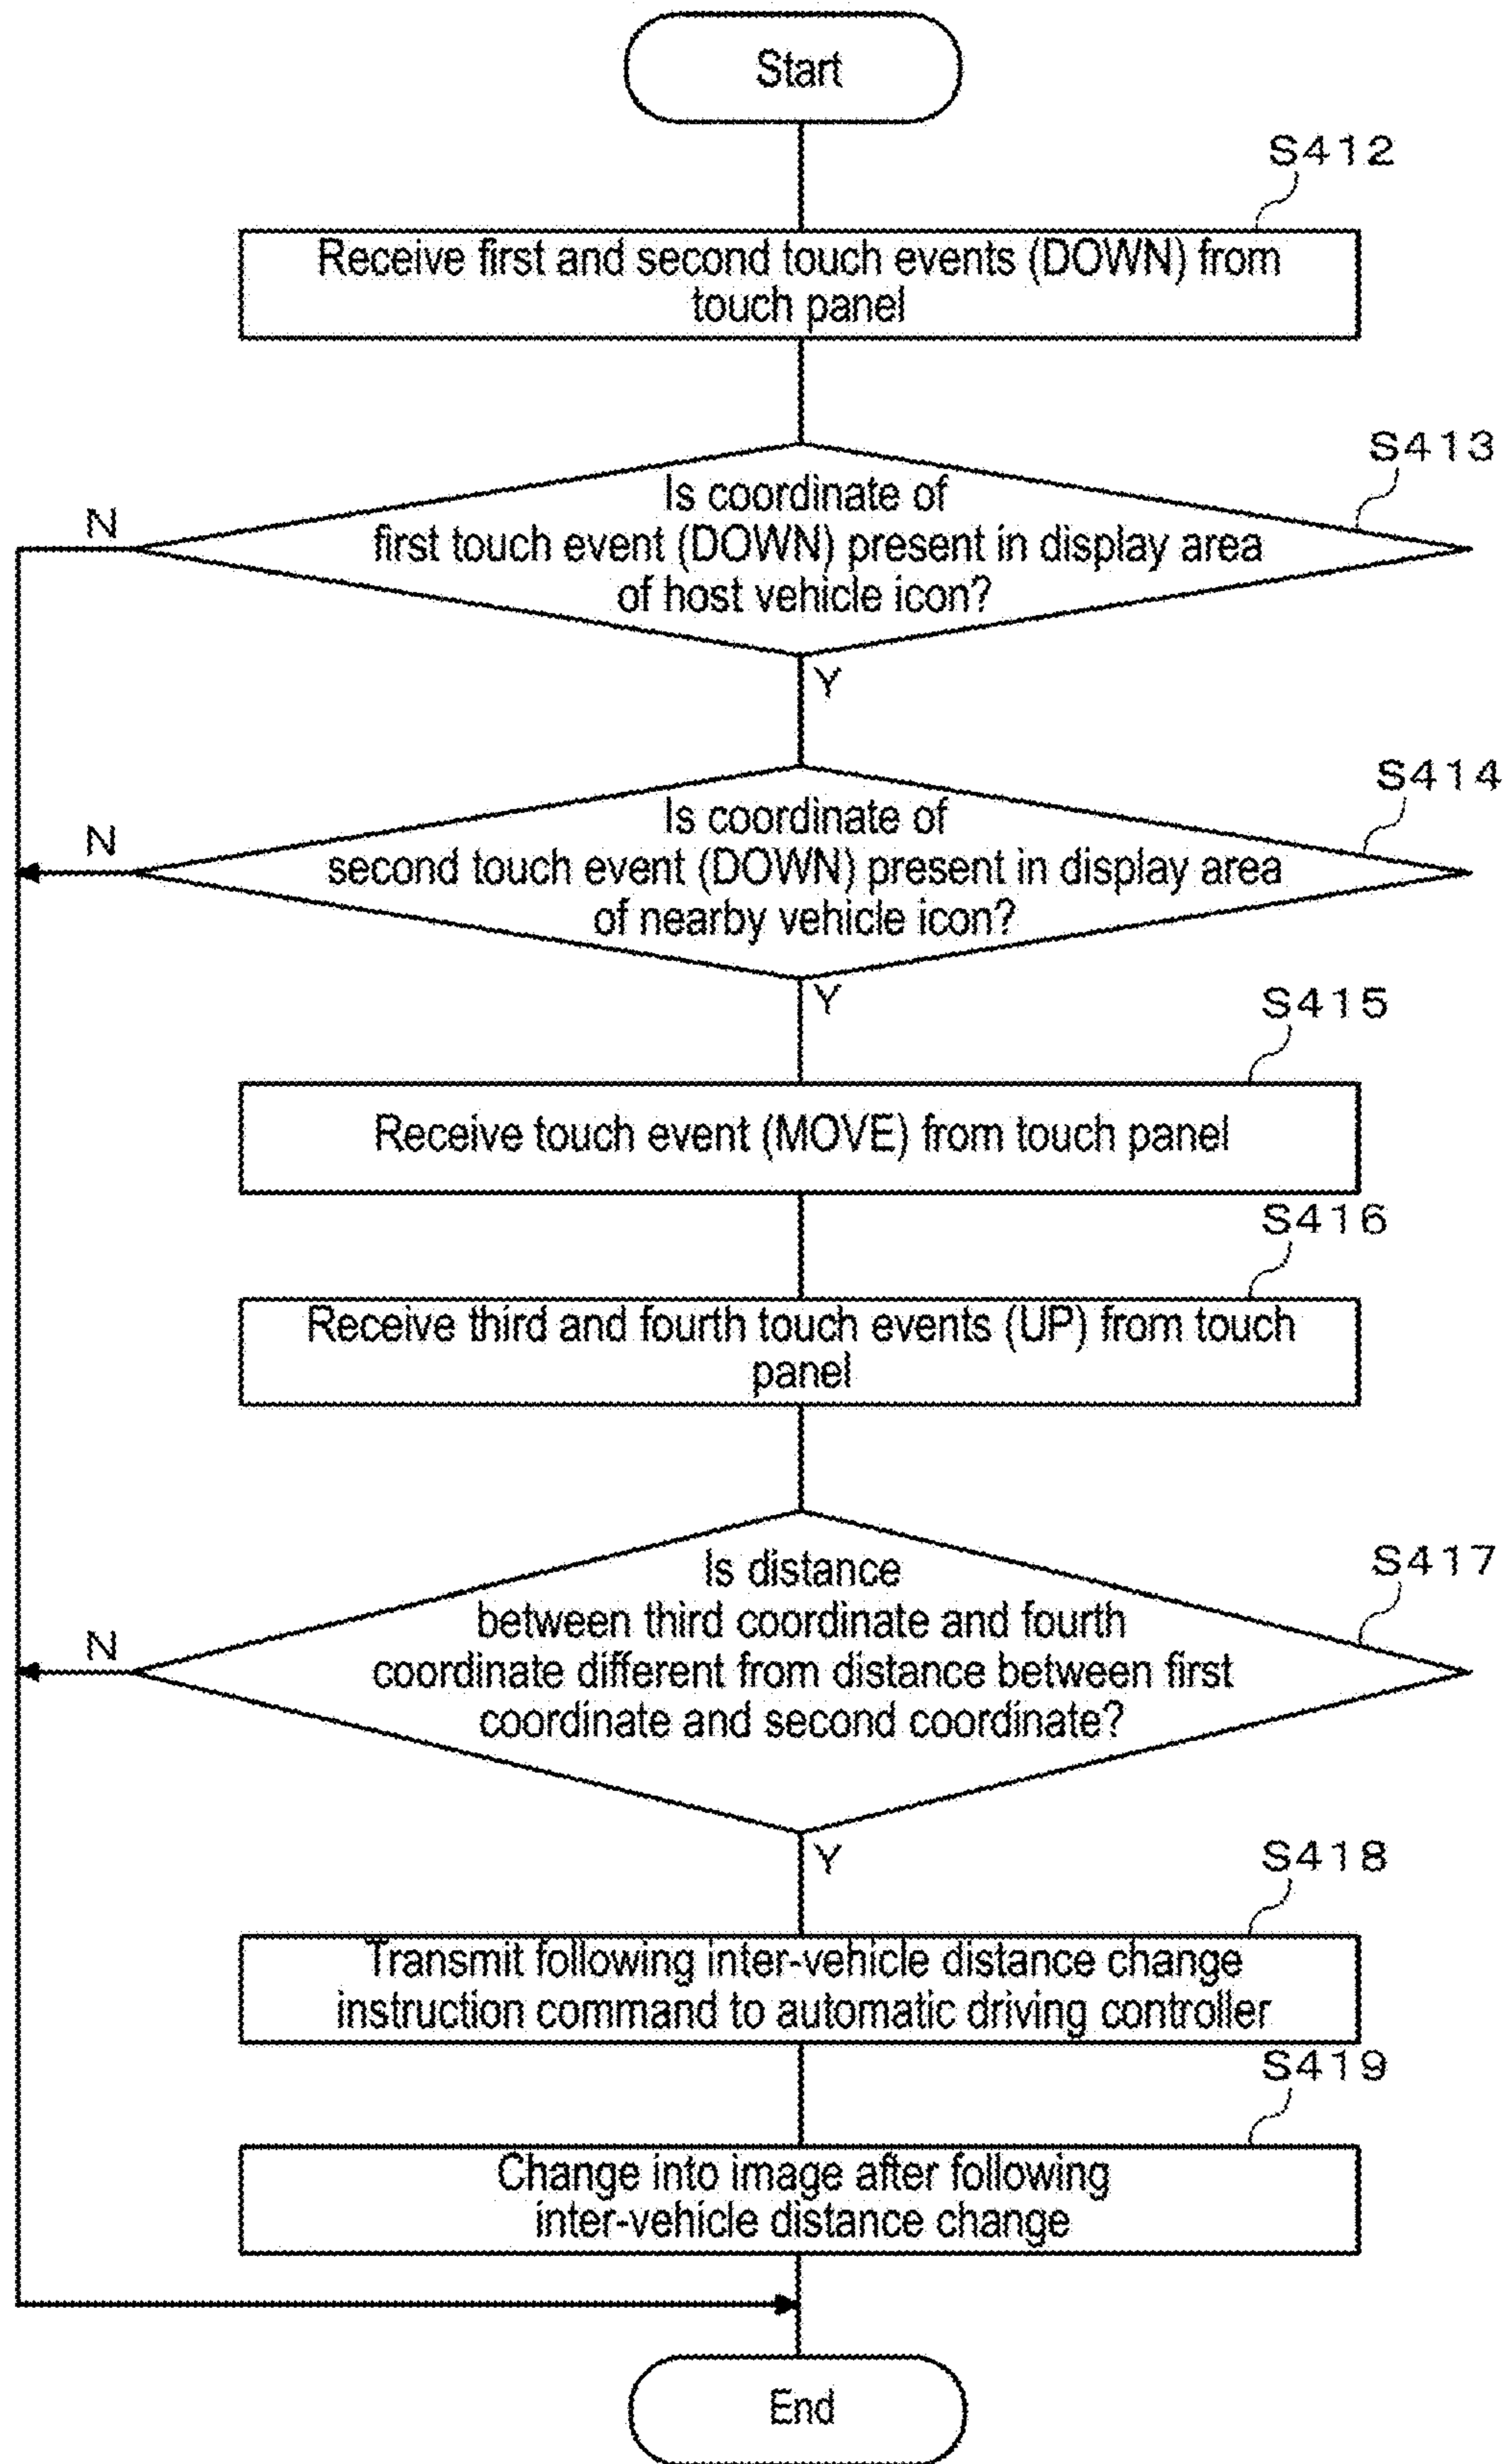 Start
S412
Receive first and second touch events (DOWN) from
touch panel
S413
Is coordinate of
first touch event (DOWN) present in display area
of host vehicle icon?
N
Y
S414
Is coordinate of
second touch event (DOWN) present in display area
of nearby vehicle icon?
N
Y
S415
Receive touch event (MOVE) from touch panel
S416
Receive third and fourth touch events (UP) from touch
panel
S417
Is distance
between third coordinate and fourth
coordinate different from distance between first
coordinate and second coordinate?
N
Y
S418
Transmit following inter-vehicle distance change
instruction command to automatic driving controller
S419
Change into image after following
inter-vehicle distance change
End